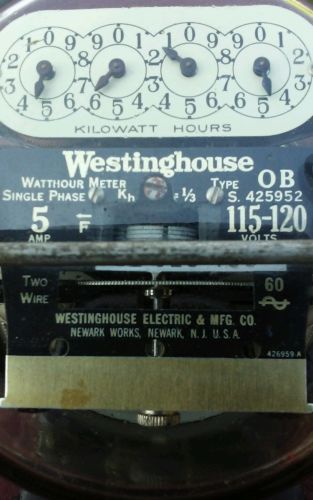 KILOWATT HOURS
Westinghouse
WATTHOUR METER TYPE OB
SINGLE PHASE Kh = 1/3 S. 425952
5 F 115-120
AMP VOLTS
TWO 60
WIRE
WESTINGHOUSE ELECTRIC & MFG. CO.
NEWARK WORKS, NEWARK, N. J. U. S. A.
426959 A